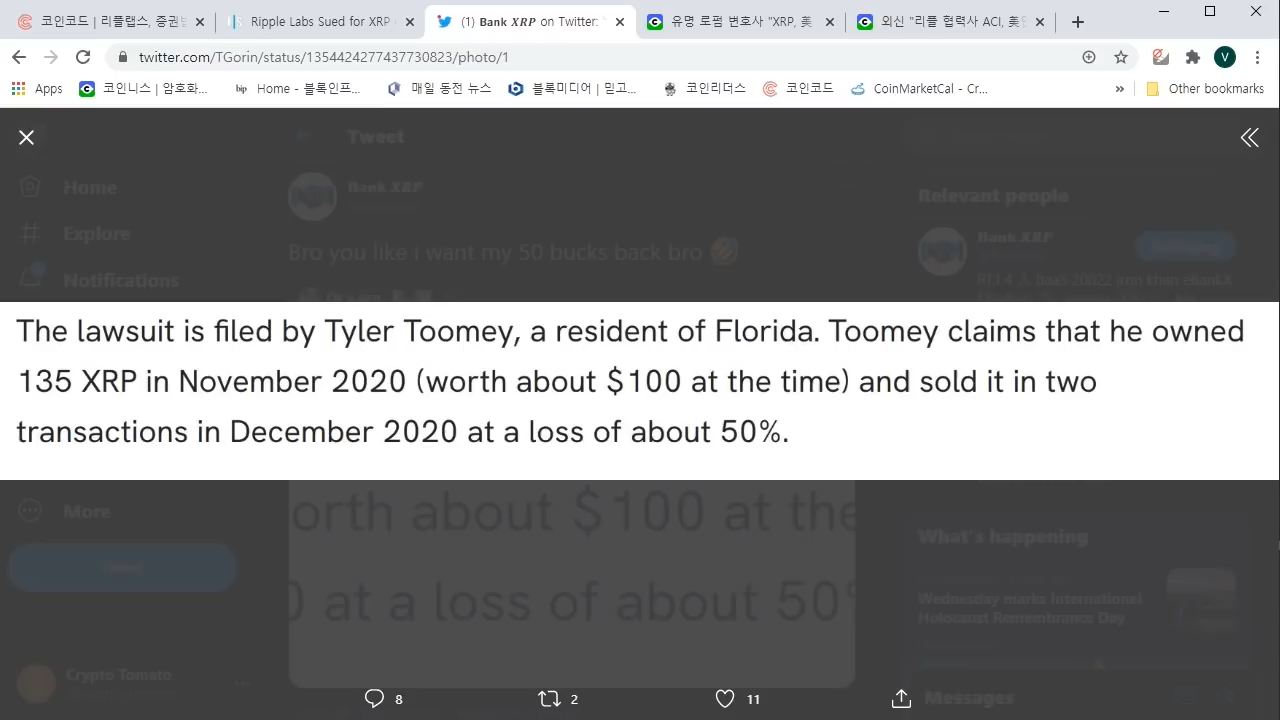 코인코드 | 리플랩스, 증권법
Ripple Labs Sued for XRP
(1) Bank XRP on Twitter: "
유명 로펌 변호사 "XRP, 美
외신 "리플 협력사 ACI, 美
twitter.com/TGorin/status/1354424277437730823/photo/1
V
Apps
코인니스 | 암호화...
Home - 블록인프...
매일 동전 뉴스
블록미디어 | 믿고...
코인리더스
코인코드
CoinMarketCal - Cr...
»
Other bookmarks
Tweet
Home
Bank XRP
Relevant people
Explore
Bank XRP
Bro you like i want my 50 bucks back bro
Notifications
The lawsuit is filed by Tyler Toomey, a resident of Florida. Toomey claims that he owned
135 XRP in November 2020 (worth about $100 at the time) and sold it in two
transactions in December 2020 at a loss of about 50%.
More
orth about $100 at the
What's happening
0 at a loss of about 50%
Wednesday marks International
Holocaust Remembrance Day
Crypto Tomato
8
2
11
Messages